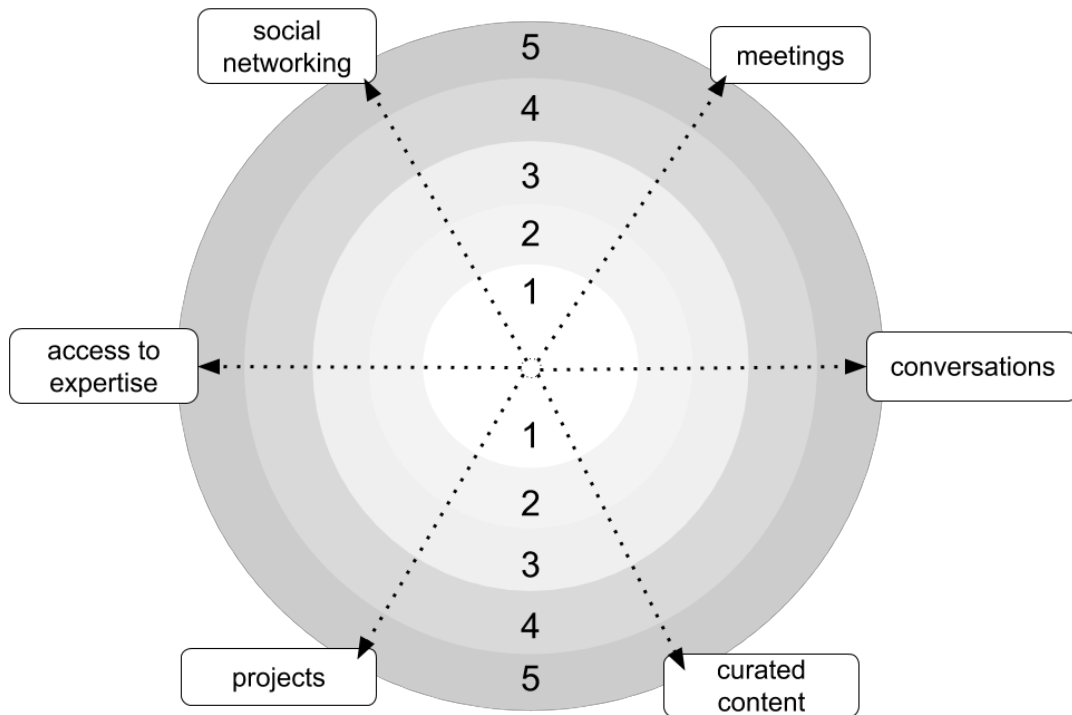 social
networking
5
meetings
4
3
2
1
access to
expertise
conversations
1
2
3
4
projects
5
curated
content